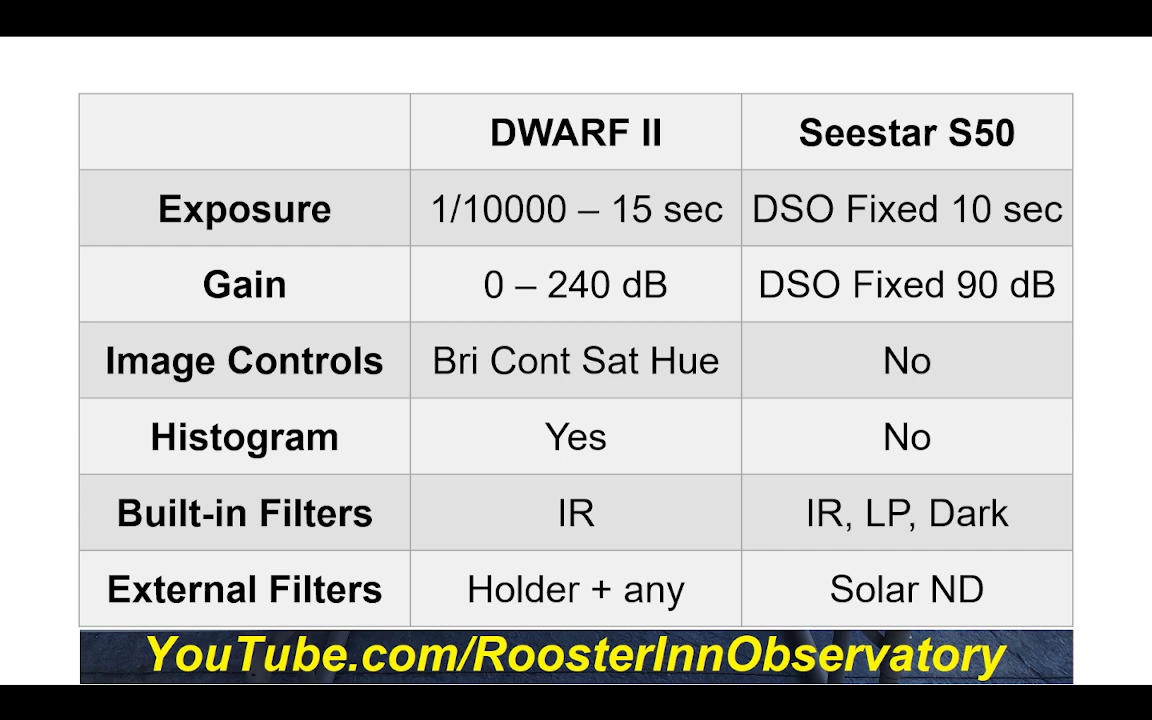 DWARF II Seestar S50
Exposure 1/10000 – 15 sec DSO Fixed 10 sec
Gain 0 – 240 dB DSO Fixed 90 dB
Image Controls Bri Cont Sat Hue No
Histogram Yes No
Built-in Filters IR IR, LP, Dark
External Filters Holder + any Solar ND
YouTube.com/RoosterInnObservatory